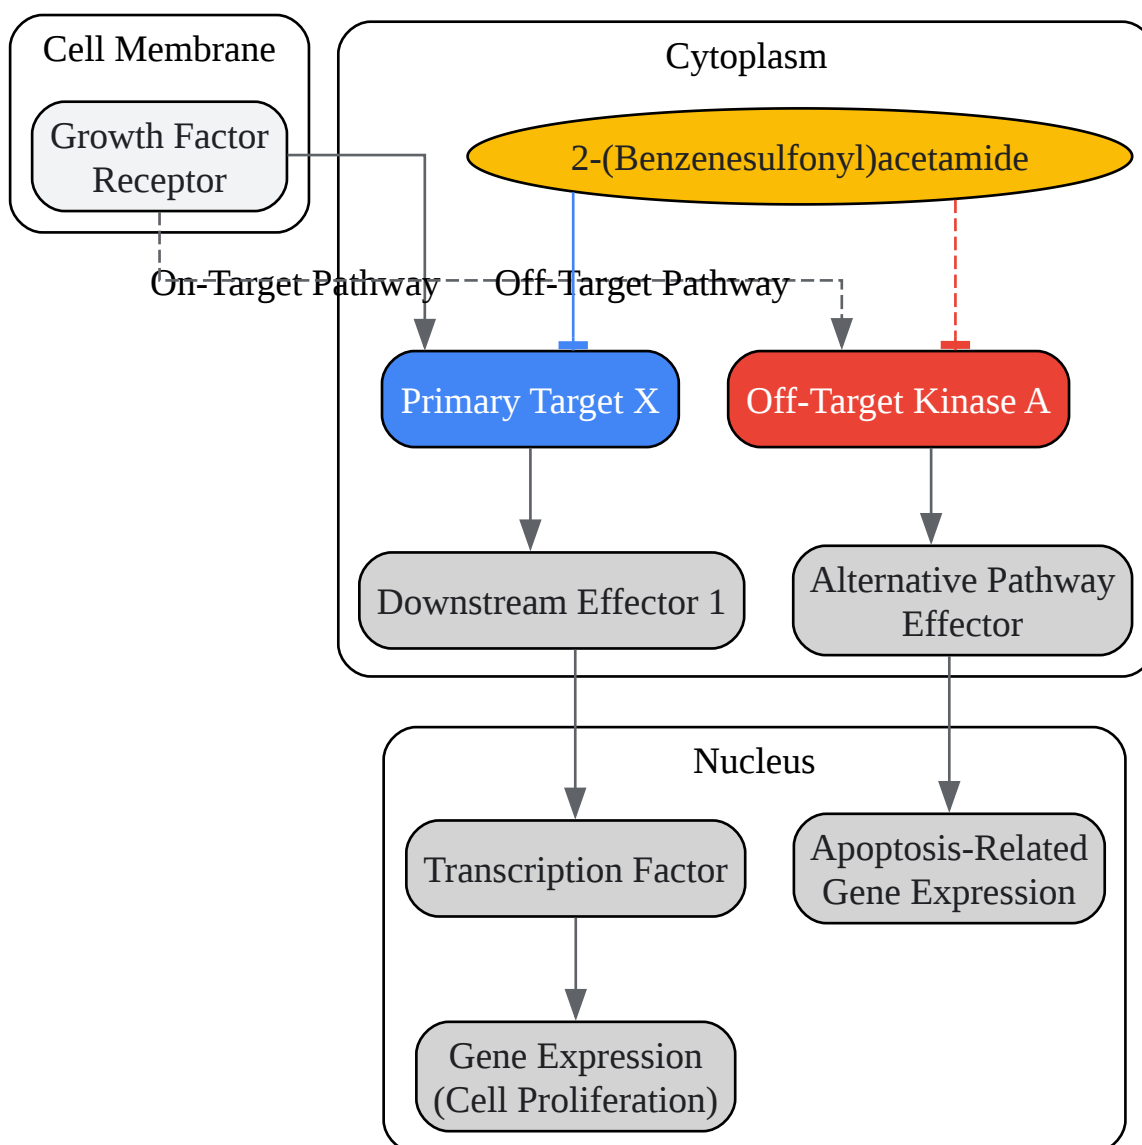 Cell Membrane
Cytoplasm
Growth Factor
Receptor
2-(Benzenesulfonyl)acetamide
On-Target Pathway
Off-Target Pathway
Primary Target X
Off-Target Kinase A
Downstream Effector 1
Alternative Pathway
Effector
Nucleus
Transcription Factor
Apoptosis-Related
Gene Expression
Gene Expression
(Cell Proliferation)